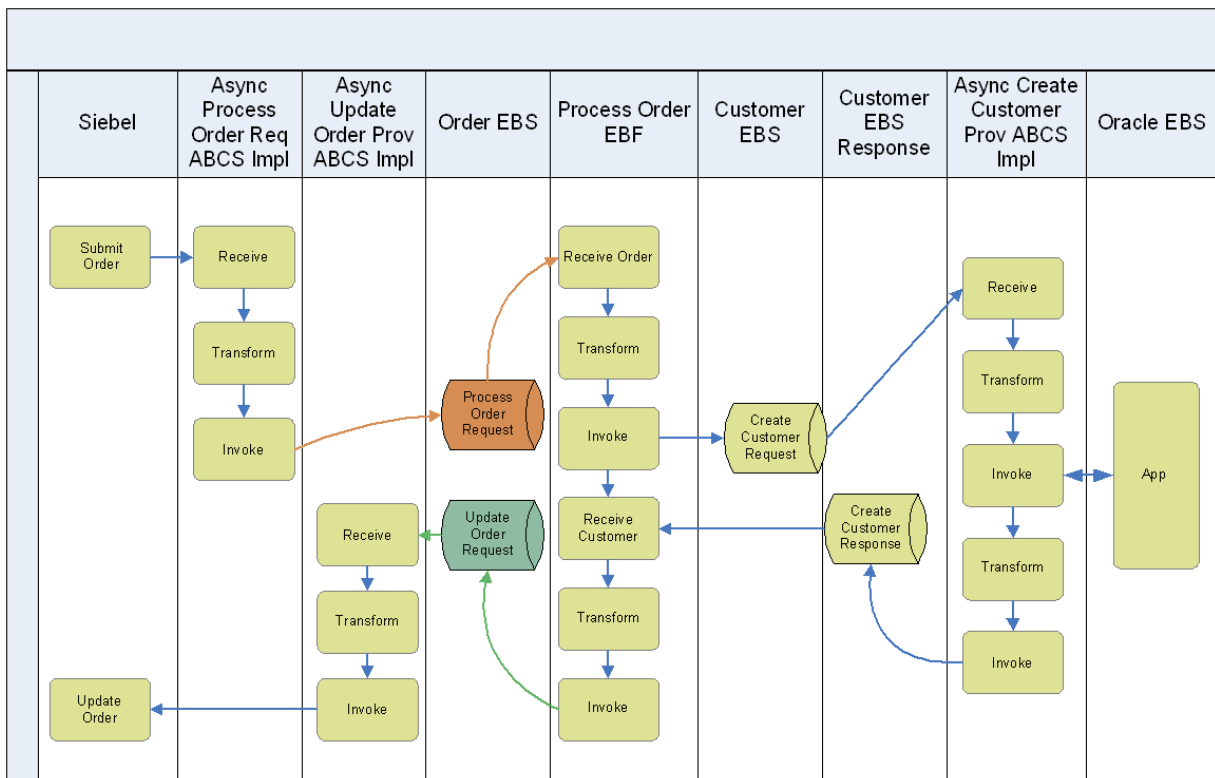 Siebel
Async
Process
Order Req
ABCS Impl
Async
Update
Order Prov
ABCS Impl
Order EBS
Process Order
EBF
Customer
EBS
Customer
EBS
Response
Async Create
Customer
Prov ABCS
Impl
Oracle EBS
Submit
Order
Update
Order
Receive
Transform
Invoke
Receive
Transform
Invoke
Process
Order
Request
Update
Order
Request
Receive Order
Transform
Invoke
Receive
Customer
Transform
Invoke
Create
Customer
Request
Create
Customer
Response
Receive
Transform
Invoke
Transform
Invoke
App